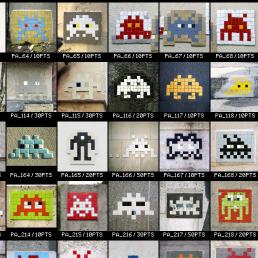 PA_64/10PTS PA_65/10PTS PA_66/10PTS PA_67/10PTS PA_68/10PTS
PA_114/30PTS PA_115/30PTS PA_116/20PTS PA_117/20PTS PA_118/10PTS
PA_164/30PTS PA_165/20PTS PA_166/10PTS PA_167/10PTS PA_168/20PTS
PA_214/10PTS PA_215/10PTS PA_216/30PTS PA_217/50PTS PA_218/20PTS